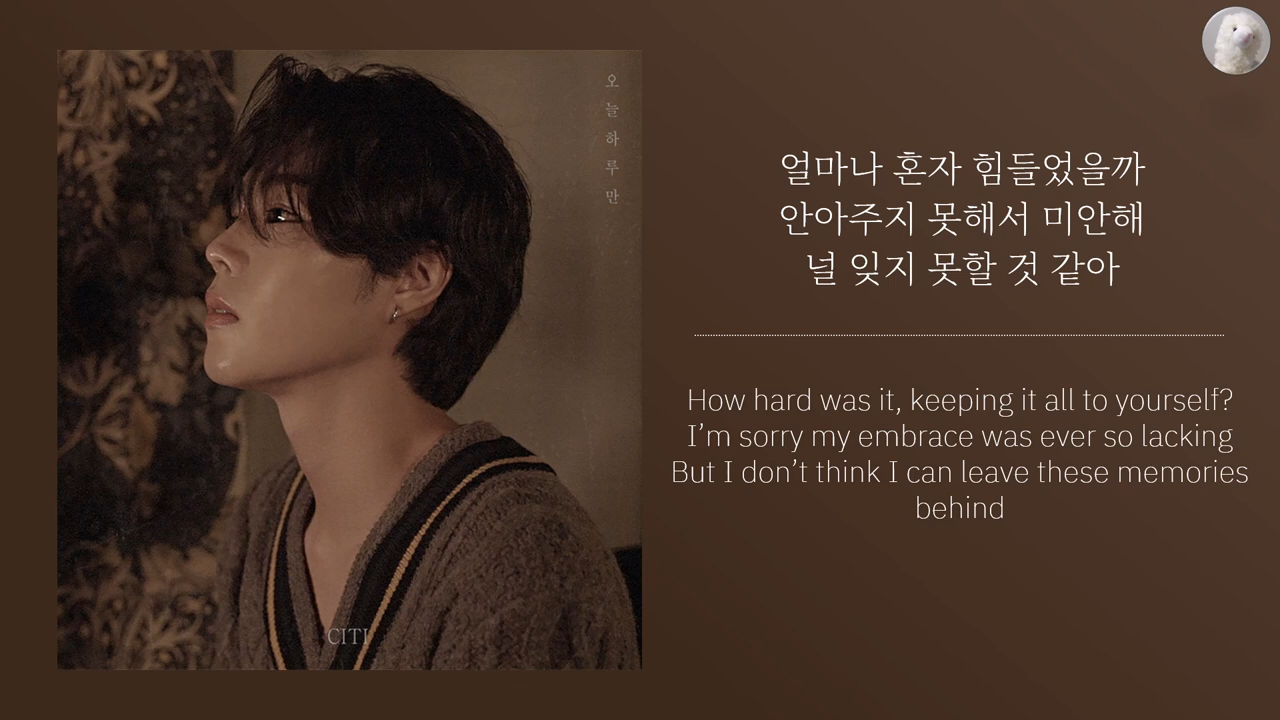 오늘하루만
CITI
얼마나 혼자 힘들었을까
안아주지 못해서 미안해
널 잊지 못할 것 같아
How hard was it, keeping it all to yourself?
I’m sorry my embrace was ever so lacking
But I don’t think I can leave these memories
behind